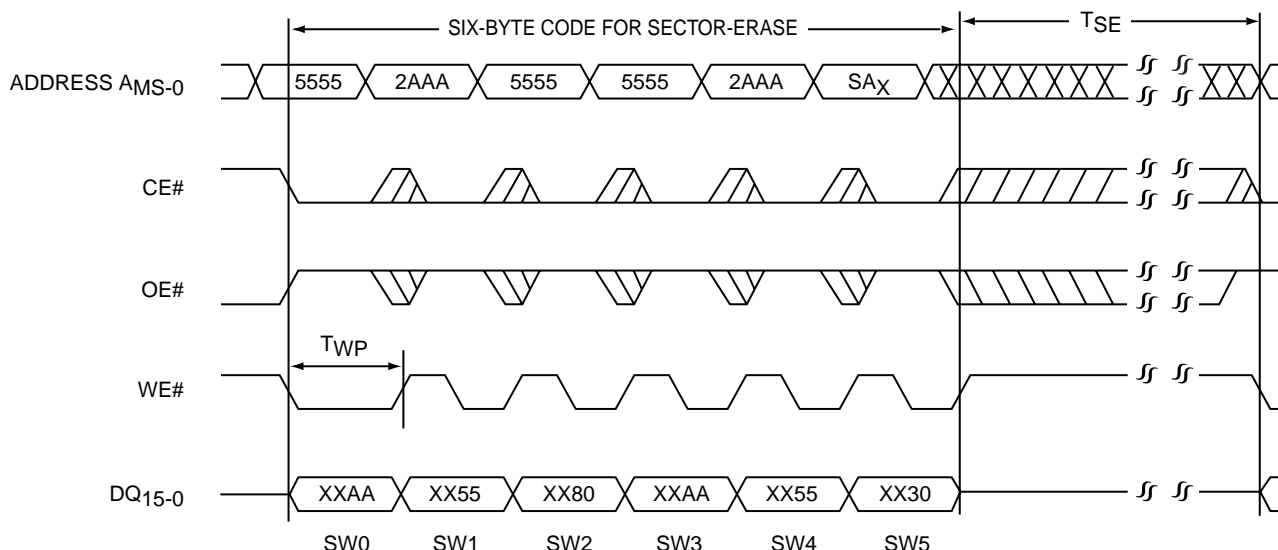 SIX-BYTE CODE FOR SECTOR-ERASE TSE
ADDRESS AMS-0 5555 2AAA 5555 5555 2AAA SAX
CE#
OE#
TWP
WE#
DQ15-0 XXAA XX55 XX80 XXAA XX55 XX30
SW0 SW1 SW2 SW3 SW4 SW5